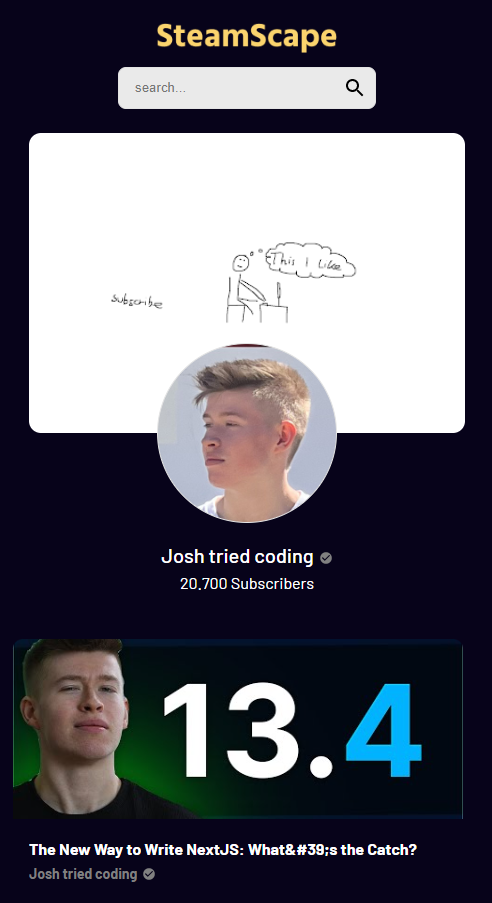 SteamScape
search...
This I Like
subscribe
Josh tried coding
20,700 Subscribers
13.4
The New Way to Write NextJS: What&#39;s the Catch?
Josh tried coding